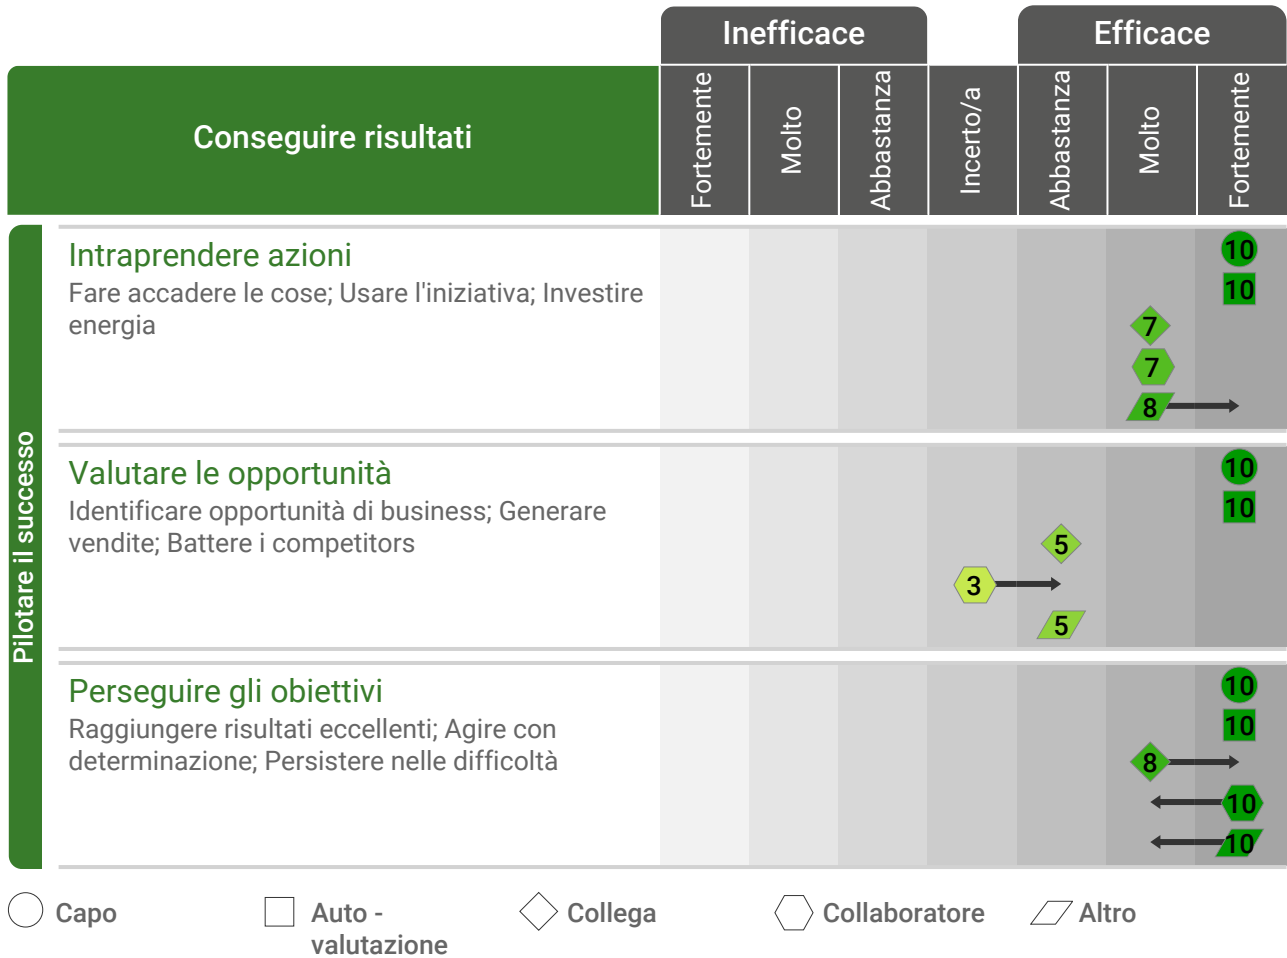 Inefficace
Efficace
Conseguire risultati
Fortemente
Molto
Abbastanza
Incerto/a
Abbastanza
Molto
Fortemente
Pilotare il successo
Intraprendere azioni
Fare accadere le cose; Usare l'iniziativa; Investire
energia
10
10
7
7
8
Valutare le opportunità
Identificare opportunità di business; Generare
vendite; Battere i competitors
10
10
5
3
5
Perseguire gli obiettivi
Raggiungere risultati eccellenti; Agire con
determinazione; Persistere nelle difficoltà
10
10
8
10
10
Capo
Auto -
valutazione
Collega
Collaboratore
Altro